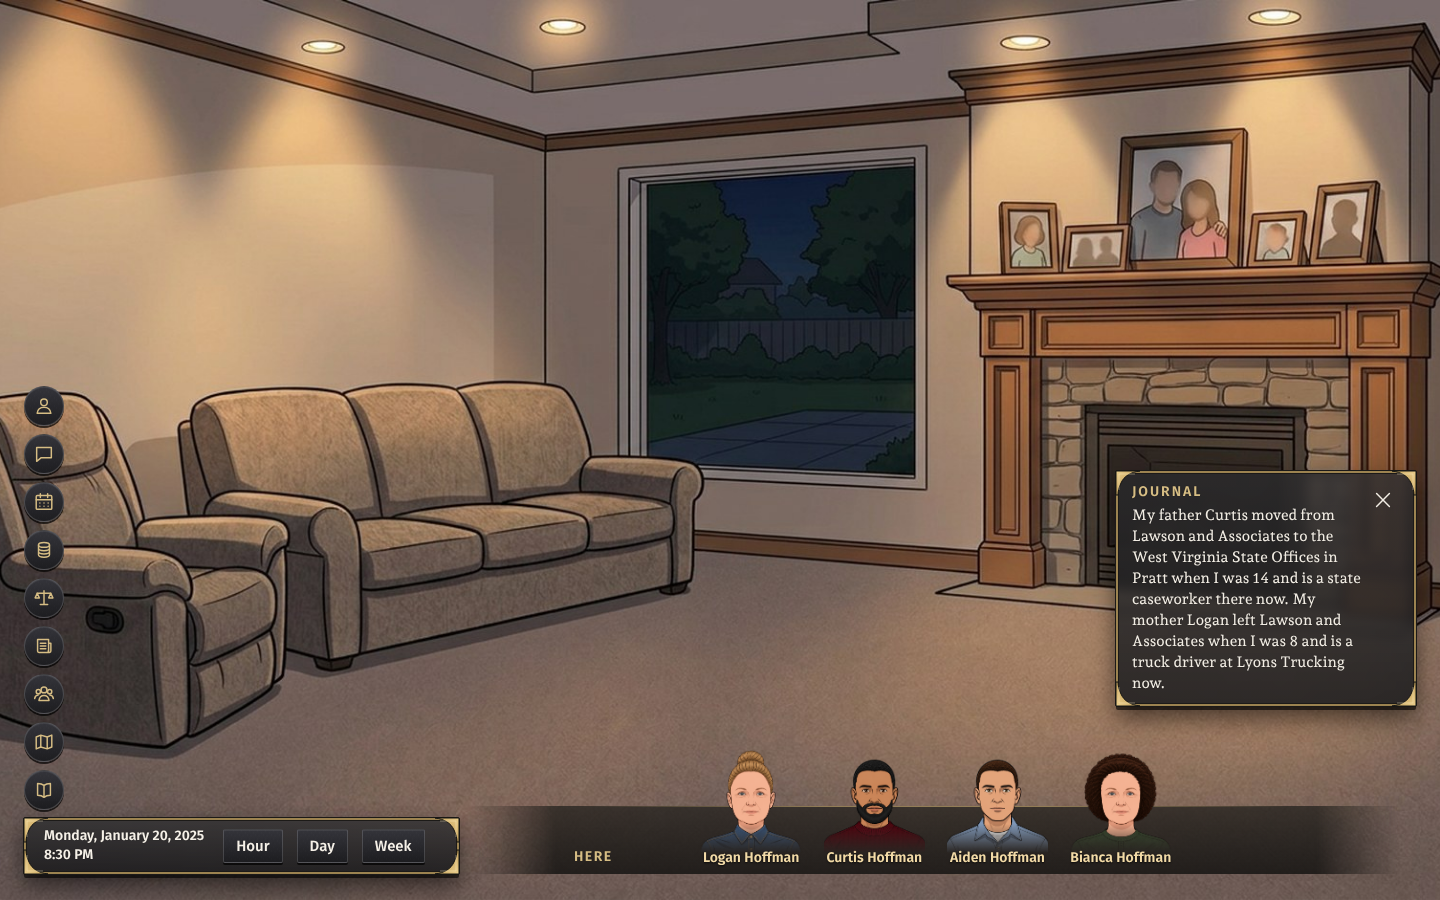 JOURNAL
My father Curtis moved from
Lawson and Associates to the
West Virginia State Offices in
Pratt when I was 14 and is a state
caseworker there now. My
mother Logan left Lawson and
Associates when I was 8 and is a
truck driver at Lyons Trucking
now.
Monday, January 20, 2025
8:30 PM
Hour
Day
Week
HERE
Logan Hoffman
Curtis Hoffman
Aiden Hoffman
Bianca Hoffman